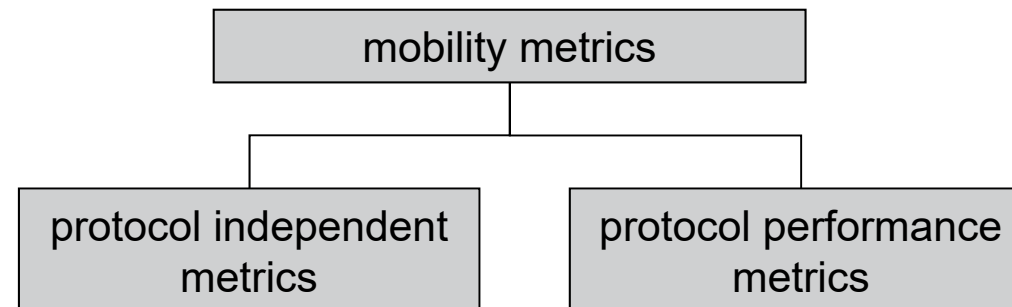 mobility metrics
protocol independent
metrics
protocol performance
metrics